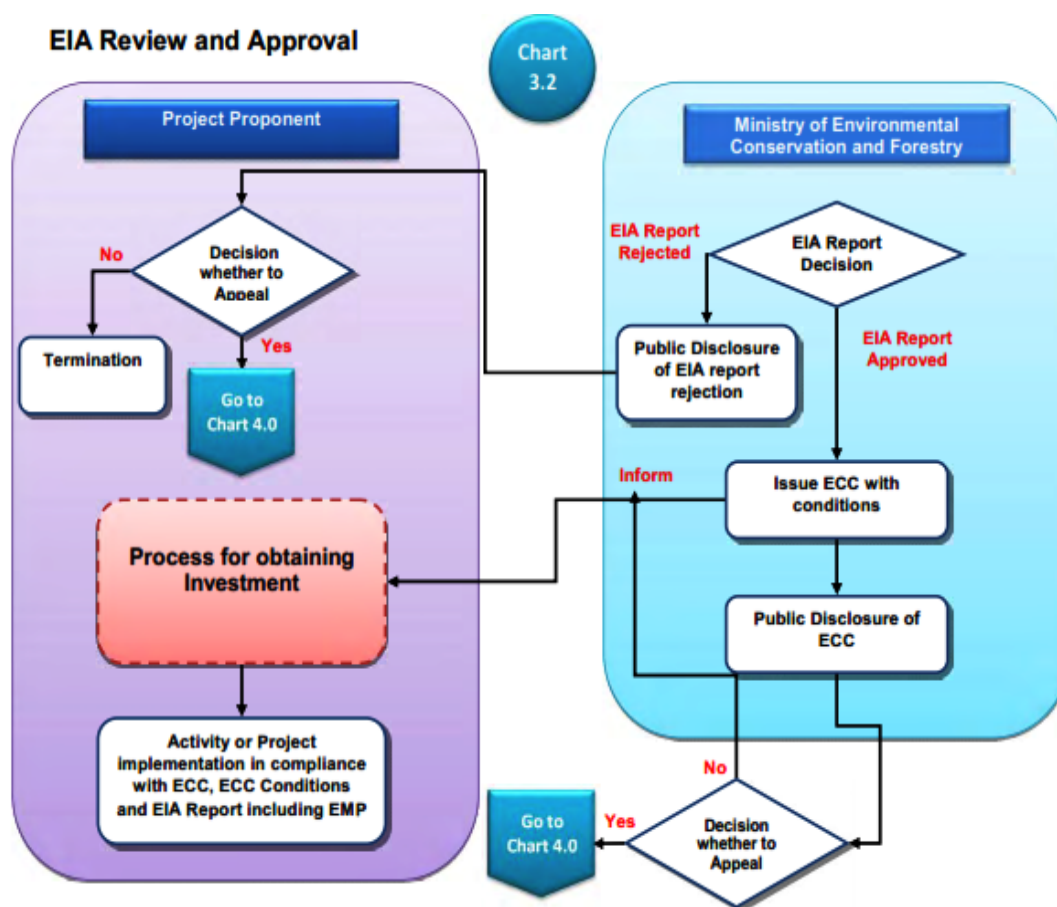 EIA Review and Approval
Chart
3.2
Project Proponent
Ministry of Environmental
Conservation and Forestry
EIA Report
Rejected
EIA Report
Decision
No
Decision
whether to
Appeal
Yes
Termination
Go to
Chart 4.0
Public Disclosure
of EIA report
rejection
EIA Report
Approved
Inform
Issue ECC with
conditions
Process for obtaining
Investment
Public Disclosure of
ECC
Activity or Project
implementation in compliance
with ECC, ECC Conditions
and EIA Report including EMP
No
Yes
Go to
Chart 4.0
Decision
whether to
Appeal